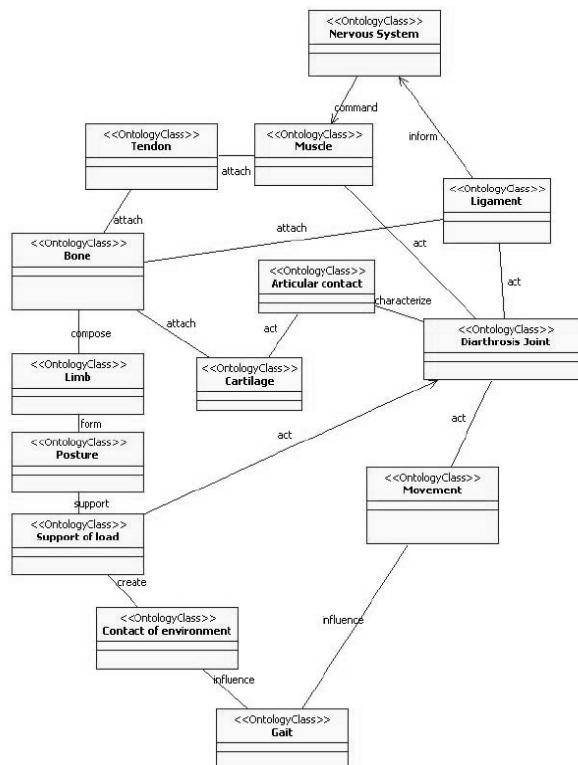 <<OntologyClass>>
Nervous System
command
inform
<<OntologyClass>>
Tendon
<<OntologyClass>>
Muscle
attach
<<OntologyClass>>
Ligament
attach
attach
act
act
<<OntologyClass>>
Bone
<<OntologyClass>>
Articular contact
characterize
<<OntologyClass>>
Diarthrosis Joint
compose
attach
act
<<OntologyClass>>
Limb
<<OntologyClass>>
Cartilage
form
act
act
<<OntologyClass>>
Posture
<<OntologyClass>>
Movement
support
<<OntologyClass>>
Support of load
create
<<OntologyClass>>
Contact of environment
influence
influence
<<OntologyClass>>
Gait